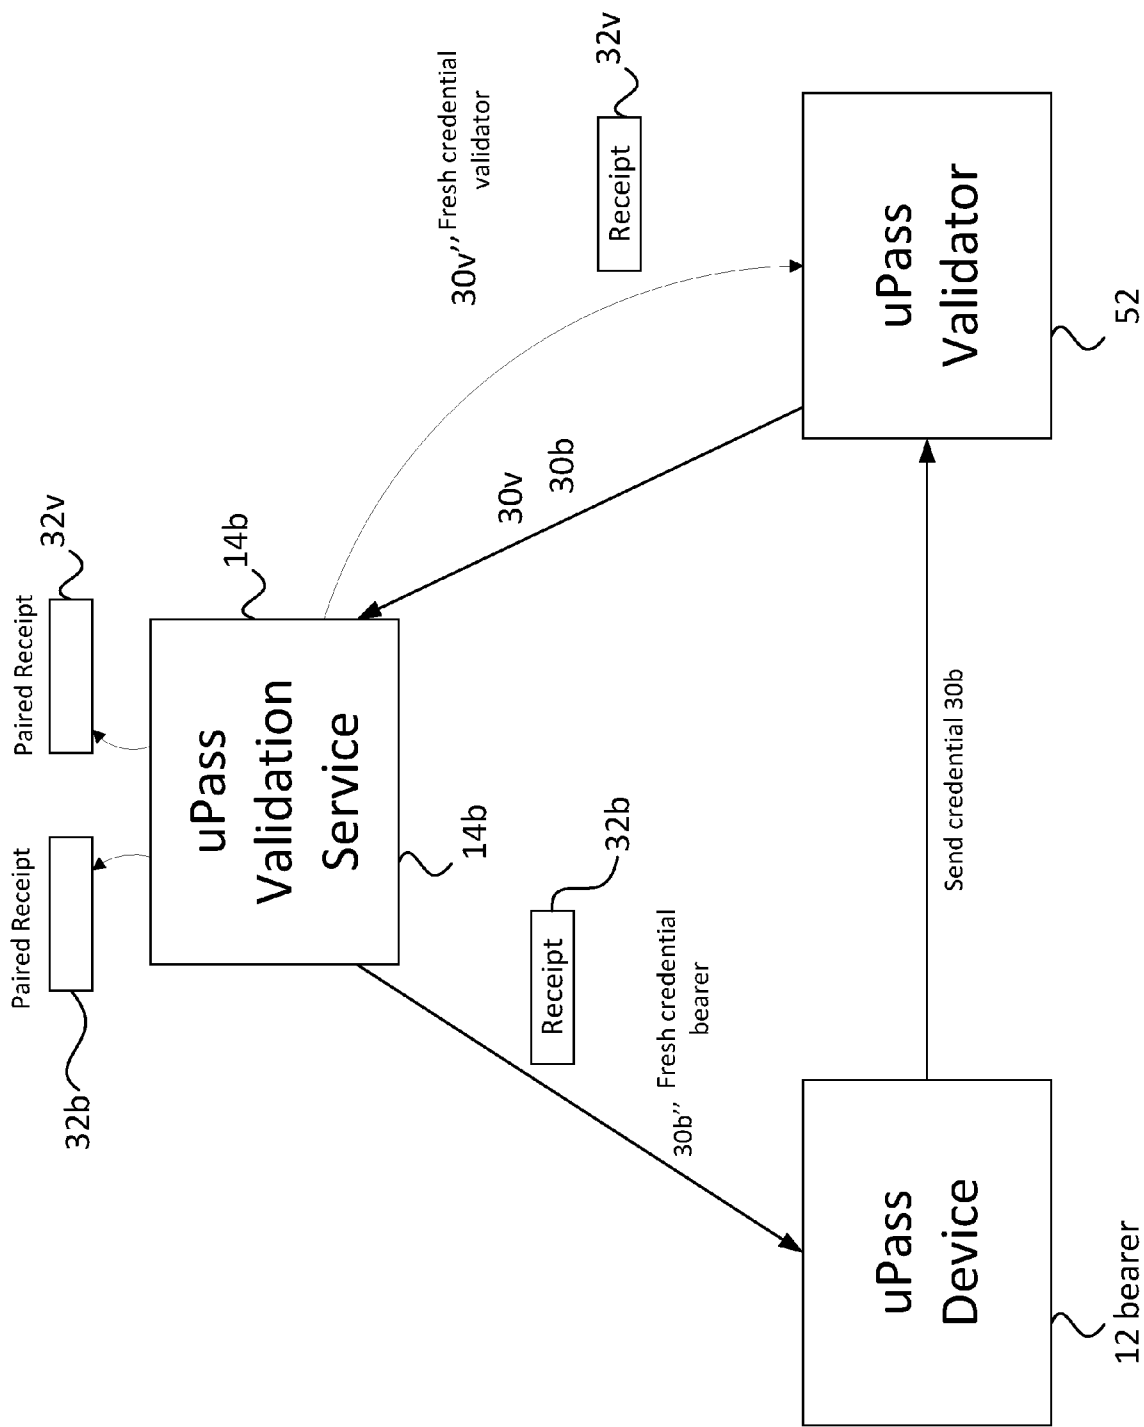 Paired Receipt
Paired Receipt
32b
32v
uPass
Validation
Service
14b
14b
Receipt
32b
30b’’ Fresh credential
bearer
30v
30b
30v’’ Fresh credential
validator
Receipt
32v
uPass
Device
12 bearer
Send credential 30b
uPass
Validator
52